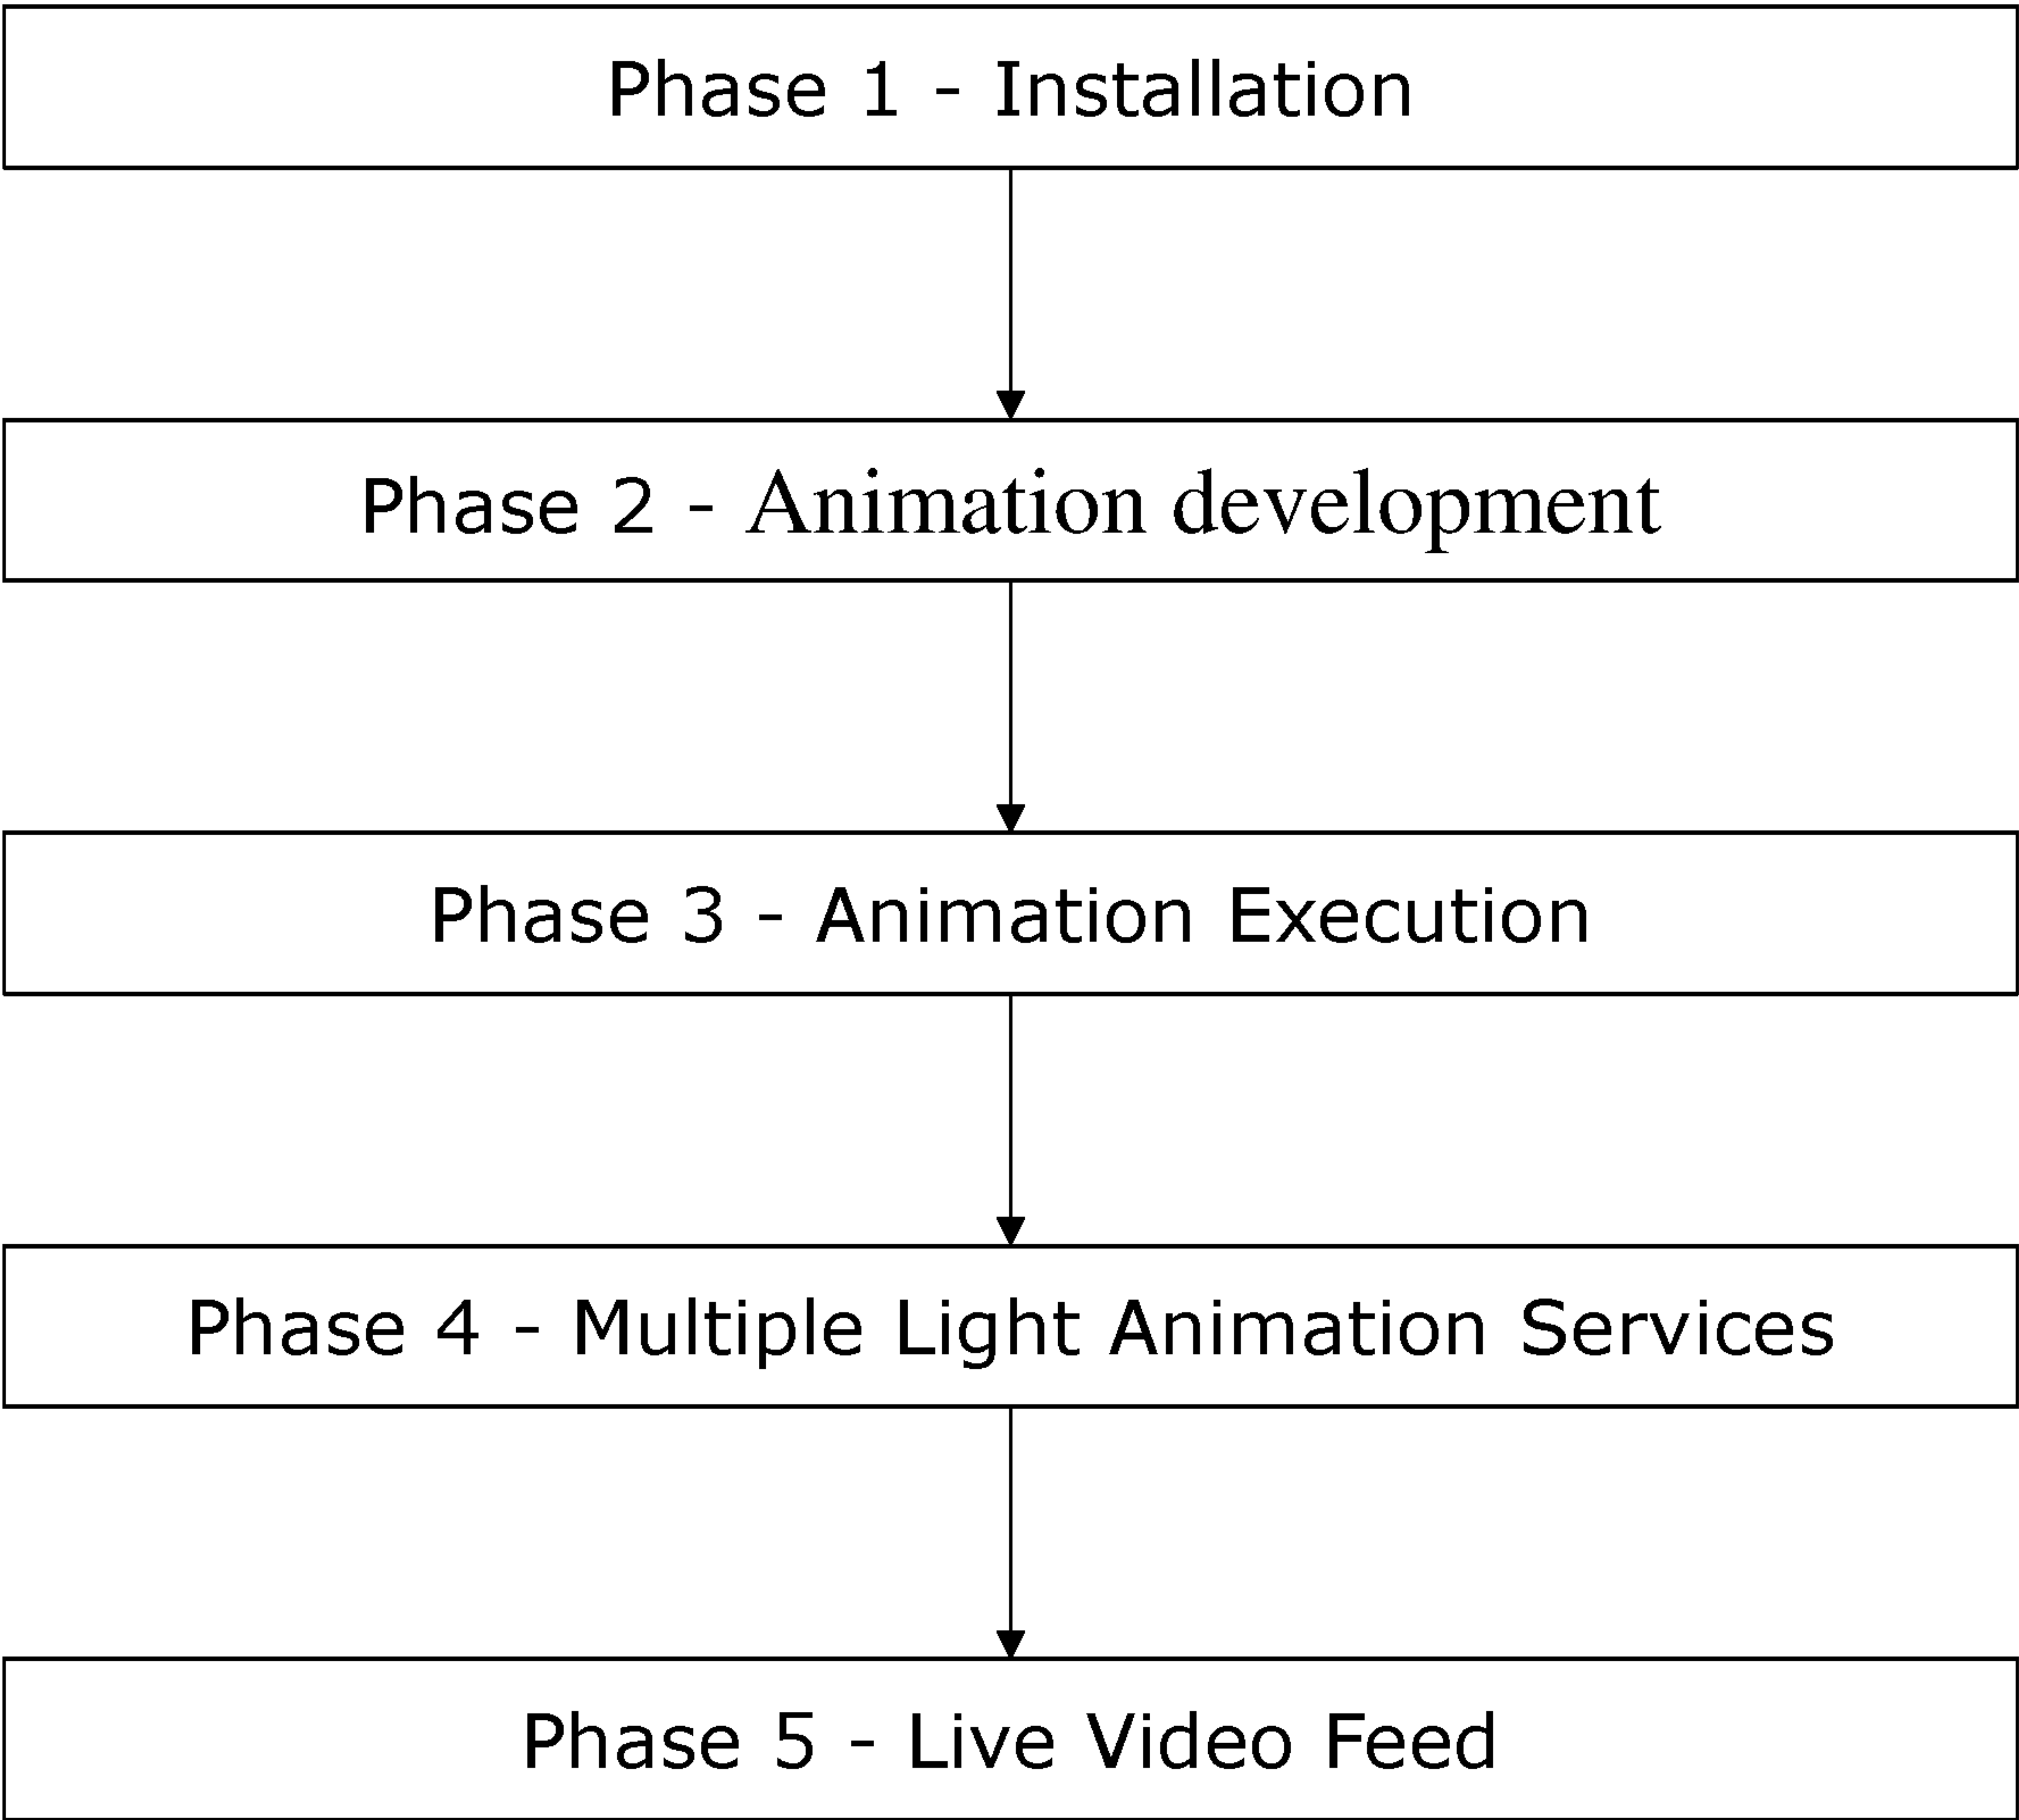 Phase 1 - Installation
Phase 2 - Animation development
Phase 3 - Animation Execution
Phase 4 - Multiple Light Animation Services
Phase 5 - Live Video Feed